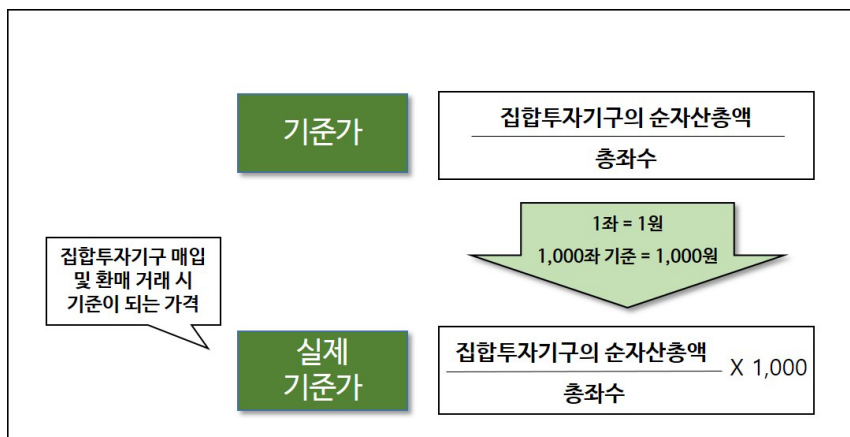 기준가
집합투자기구의 순자산총액
총좌수
1좌 = 1원
1,000좌 기준 = 1,000원
집합투자기구 매입
및 환매 거래 시
기준이 되는 가격
실제
기준가
집합투자기구의 순자산총액
총좌수
X 1,000